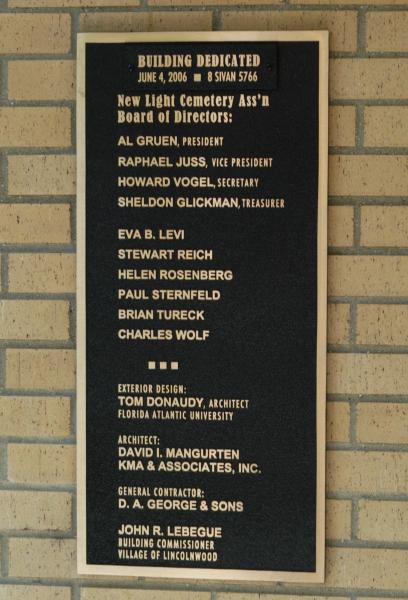 BUILDING DEDICATED
JUNE 4, 2006 ■ 8 SIVAN 5766
New Light Cemetery Ass'n
Board of Directors:
AL GRUEN, PRESIDENT
RAPHAEL JUSS, VICE PRESIDENT
HOWARD VOGEL, SECRETARY
SHELDON GLICKMAN, TREASURER
EVA B. LEVI
STEWART REICH
HELEN ROSENBERG
PAUL STERNFELD
BRIAN TURECK
CHARLES WOLF
■ ■ ■
EXTERIOR DESIGN:
TOM DONAUDY, ARCHITECT
FLORIDA ATLANTIC UNIVERSITY
ARCHITECT:
DAVID I. MANGURTEN
KMA & ASSOCIATES, INC.
GENERAL CONTRACTOR:
D. A. GEORGE & SONS
JOHN R. LEBEGUE
BUILDING COMMISSIONER
VILLAGE OF LINCOLNWOOD